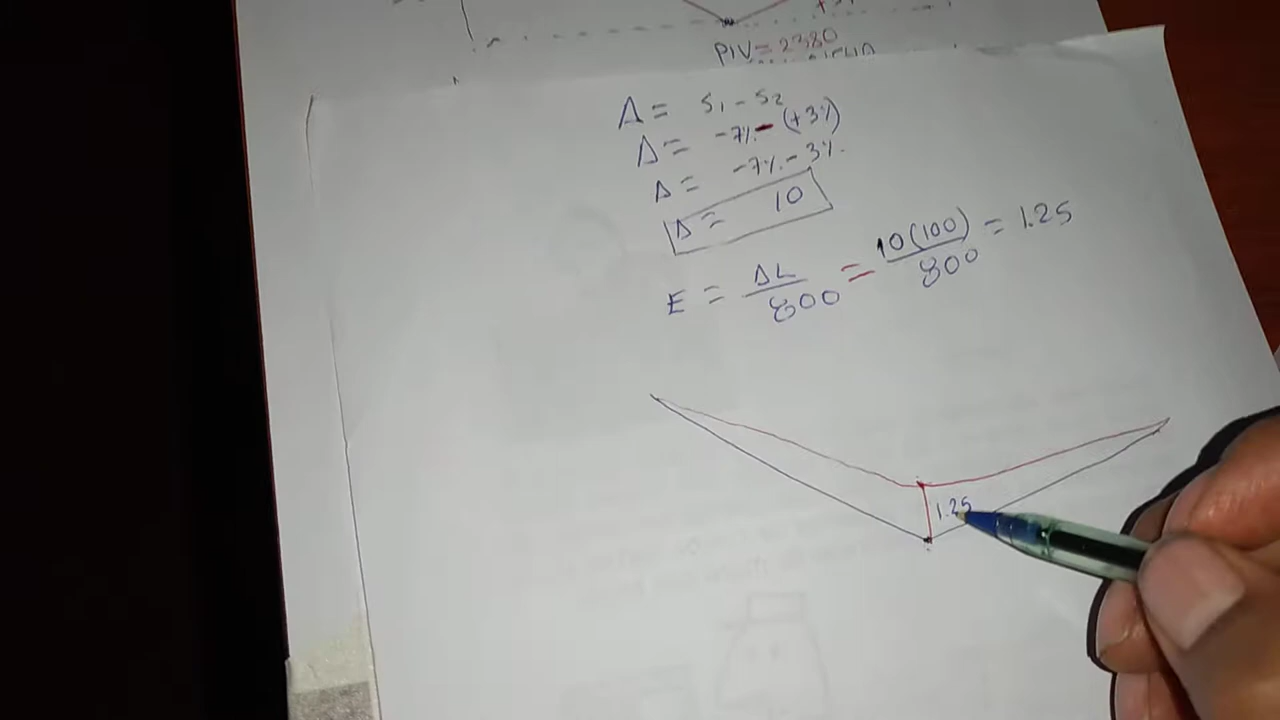 PIV = 2380
A = S1 - S2
Δ = -7% - (+3%)
Δ = -7% - 3%.
Δ = 10
E = ΔL/800 = 10(100)/800 = 1.25
1.25